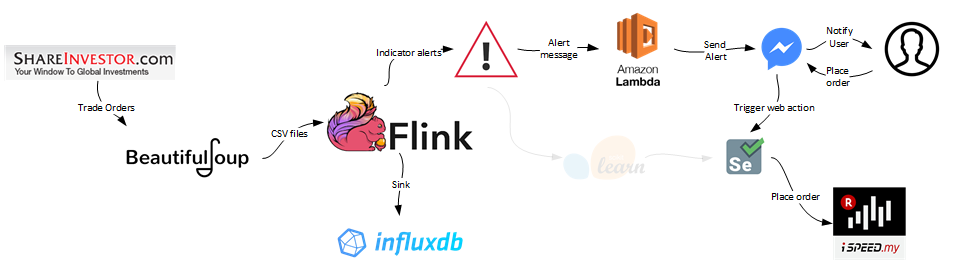 SHAREINVESTOR.com
Your Window To Global Investments
Trade Orders
BeautifulSoup
CSV files
Flink
Sink
influxdb
Indicator alerts
!
Alert
message
Amazon
Lambda
Send
Alert
Notify
User
Place
order
Trigger web action
learn
Se
Place order
R
iSPEED.my